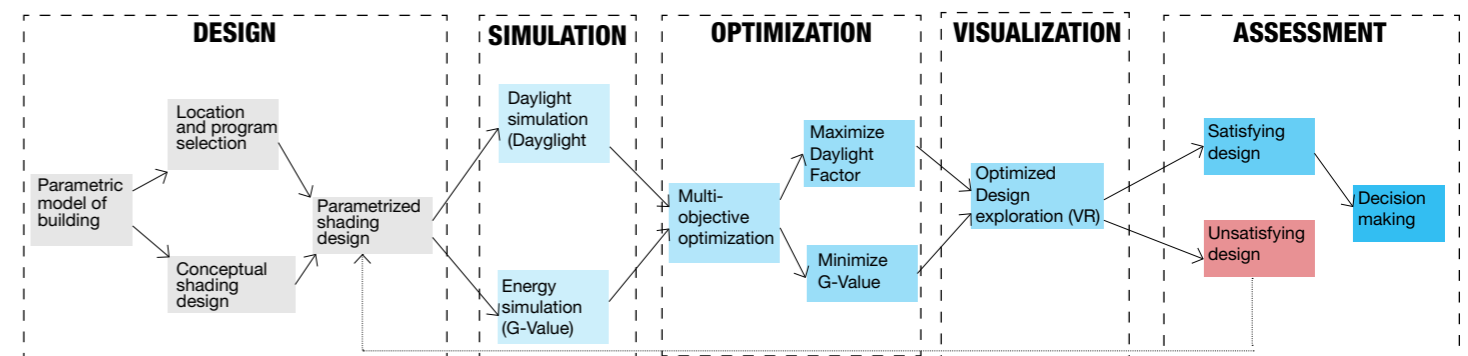 DESIGN
SIMULATION
OPTIMIZATION
VISUALIZATION
ASSESSMENT
Parametric
model of
building
Location
and program
selection
Conceptual
shading
design
Parametrized
shading
design
Daylight
simulation
(Dayglight
Energy
simulation
(G-Value)
Multi-
objective
optimization
Maximize
Daylight
Factor
Minimize
G-Value
Optimized
Design
exploration (VR)
Satisfying
design
Unsatisfying
design
Decision
making